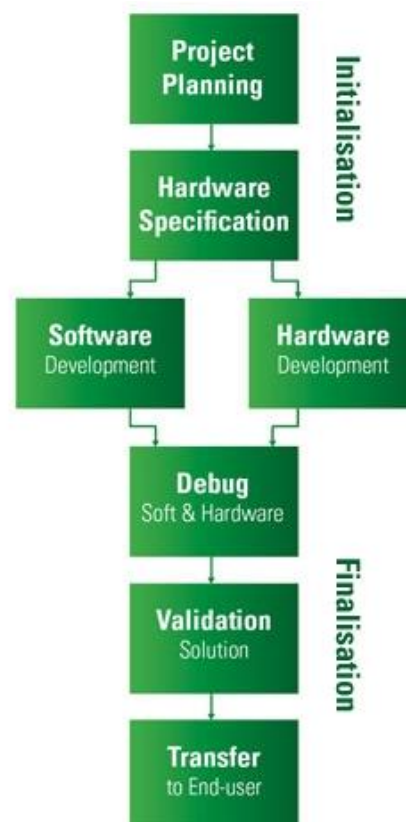 Project
Planning
Initialisation
Hardware
Specification
Software
Development
Hardware
Development
Debug
Soft & Hardware
Validation
Solution
Finalisation
Transfer
to End-user